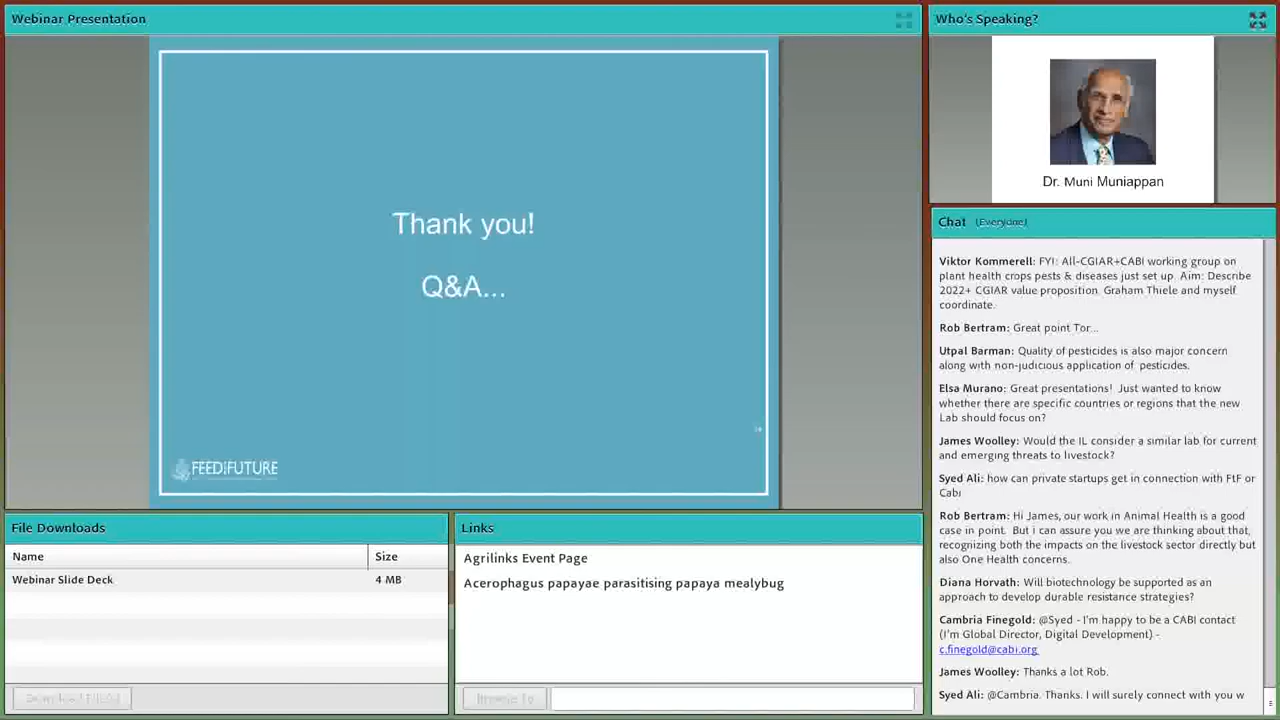 Webinar Presentation
Thank you!
Q&A...
FEEDIFUTURE
Who's Speaking?
Dr. Muni Muniappan
Chat (Everyone)
Viktor Kommerell: FYI: All-CGIAR+CABI working group on
plant health crops pests & diseases just set up. Aim: Describe
2022+ CGIAR value proposition. Graham Thiele and myself
coordinate.
Rob Bertram: Great point Tor...
Utpal Barman: Quality of pesticides is also major concern
along with non-judicious application of pesticides.
Elsa Murano: Great presentations! Just wanted to know
whether there are specific countries or regions that the new
Lab should focus on?
James Woolley: Would the IL consider a similar lab for current
and emerging threats to livestock?
Syed Ali: how can private startups get in connection with FtF or
Cabi
Rob Bertram: Hi James, our work in Animal Health is a good
case in point. But i can assure you we are thinking about that,
recognizing both the impacts on the livestock sector directly but
also One Health concerns.
Diana Horvath: Will biotechnology be supported as an
approach to develop durable resistance strategies?
Cambria Finegold: @Syed - I'm happy to be a CABI contact
(I'm Global Director, Digital Development) -
c.finegold@cabi.org
James Woolley: Thanks a lot Rob.
Syed Ali: @Cambria. Thanks. I will surely connect with you w
File Downloads
Name Size
Webinar Slide Deck 4 MB
Links
Agrilinks Event Page
Acerophagus papayae parasitising papaya mealybug
Browse To